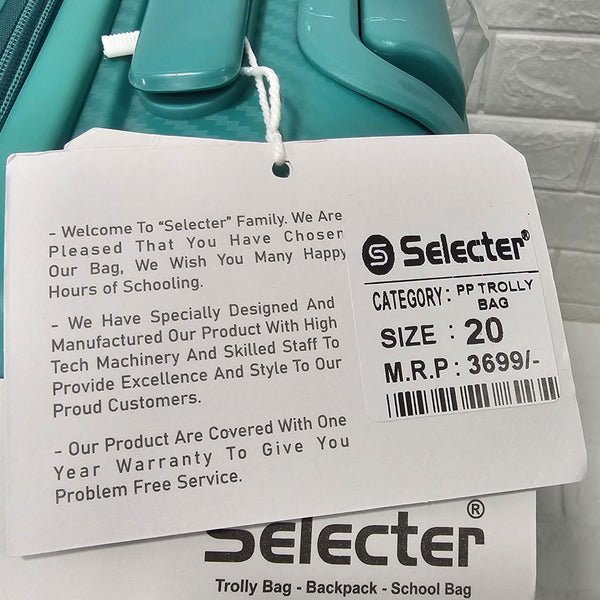 - Welcome To “Selecter” Family. We Are
Pleased That You Have Chosen
Our Bag, We Wish You Many Happy
Hours of Schooling.
- We Have Specially Designed And
Manufactured Our Product With High
Tech Machinery And Skilled Staff To
Provide Excellence And Style To Our
Proud Customers.
- Our Product Are Covered With One
Year Warranty To Give You
Problem Free Service.
S Selecter®
CATEGORY: PP TROLLY
BAG
SIZE : 20
M.R.P : 3699/-
Selecter®
Trolly Bag - Backpack - School Bag